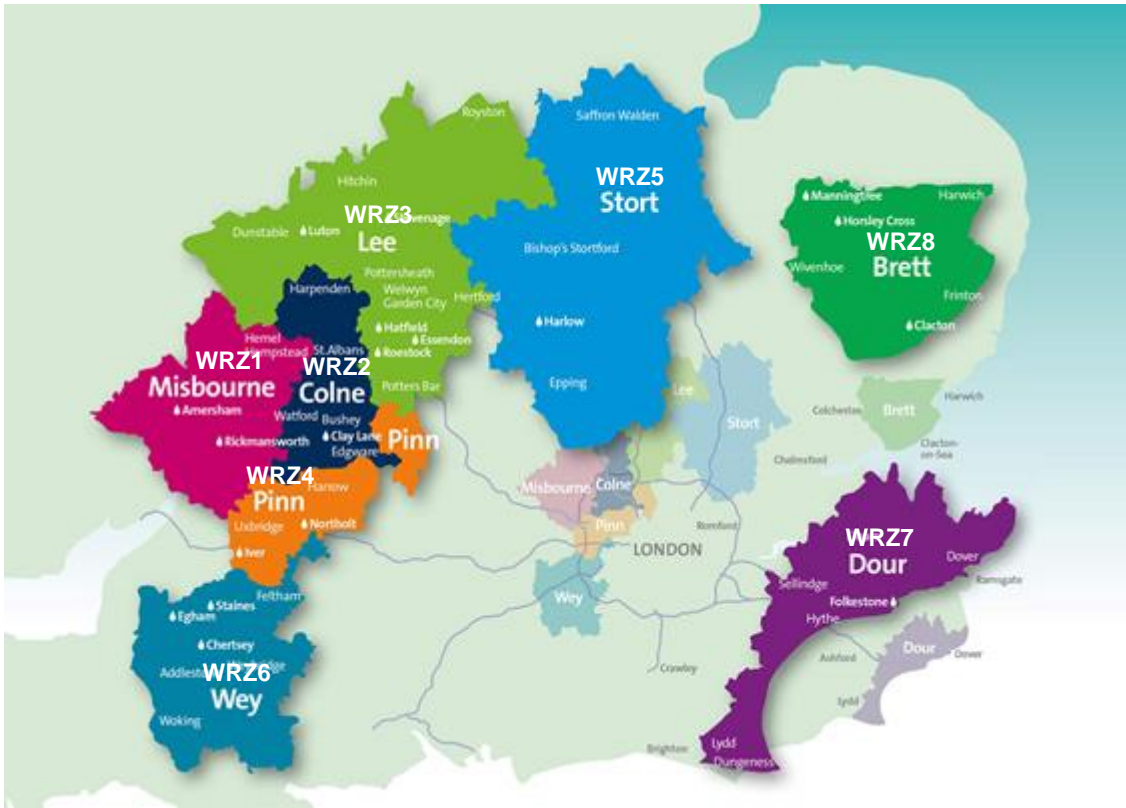 Royston
Saffron Walden
Hitchin
WRZ5
Stort
WRZ3
Lee
Dunstable
Luton
Manningtree
Harwich
Horsley Cross
WRZ8
Brett
Wivenhoe
Frinton
Clacton
Bishop's Stortford
Pottersheath
Welwyn
Garden City
Hertford
Harpenden
Hatfield
Essendon
Roestock
Harlow
Hemel
Hempstead
St.Albans
WRZ1
Misbourne
WRZ2
Colne
Potters Bar
Epping
Amersham
Watford
Bushey
Rickmansworth
Clay Lane
Edgware
Pinn
Lee
Stort
Colchester
Brett
Harwich
Clacton-
on-Sea
Chelmsford
WRZ4
Pinn
Harrow
Misbourne
Colne
Uxbridge
Northolt
Pinn
Romford
Iver
LONDON
WRZ7
Dour
Dover
Ramsgate
Sellindge
Folkestone
Hythe
Feltham
Staines
Egham
Wey
Chertsey
WRZ6
Wey
Woking
Crawley
Ashford
Dour
Dover
Lydd
Brighton
Lydd
Dungeness